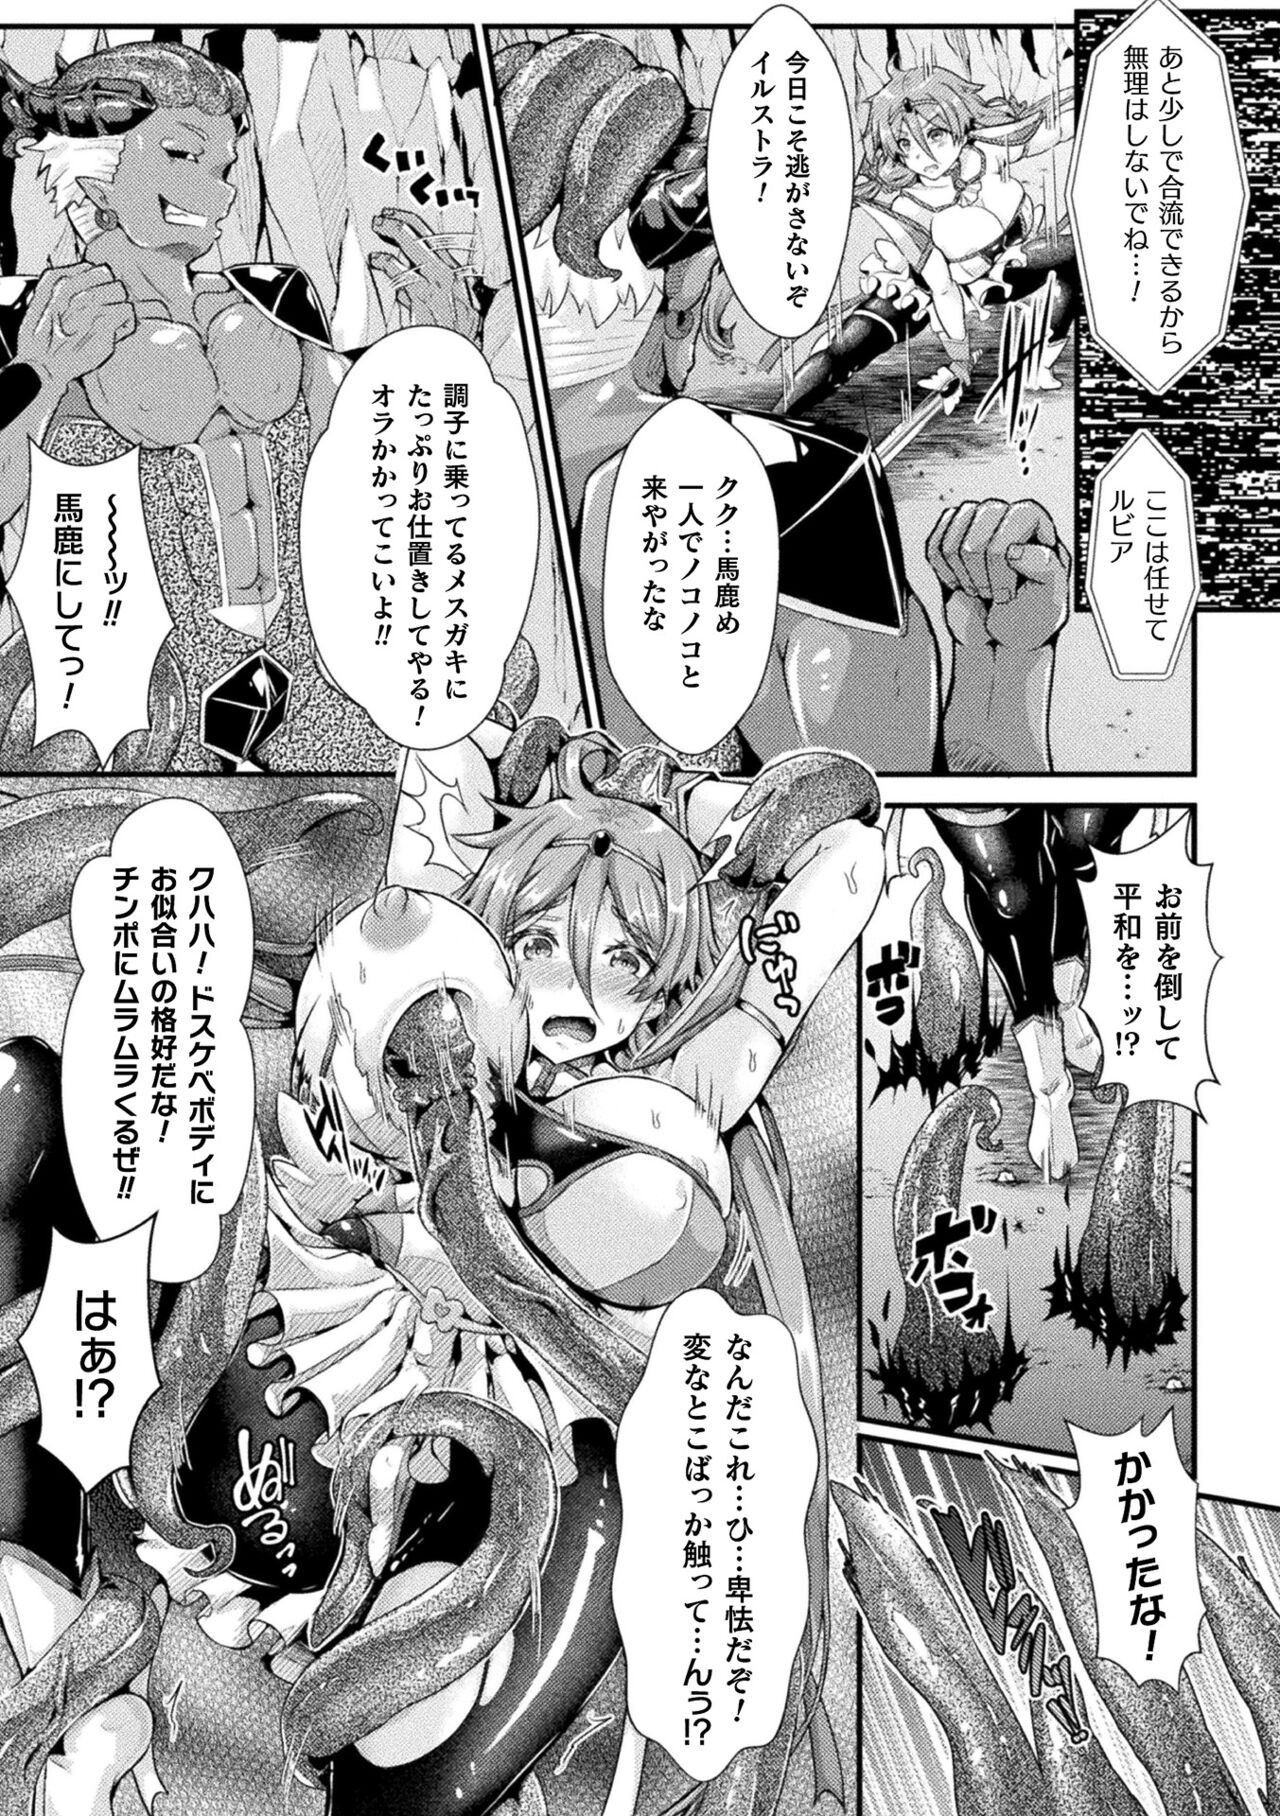 あと少しで合流できるから
無理はしないでね…！
ここは任せて
ルビア
今日こそ逃がさないぞ
イルストラ！
クク…馬鹿め
一人でノコノコと
来やがったな
くいくい
調子に乗ってるメスガキに
たっぷりお仕置きしてやる！
オラかかってこいよ!!
～～～ッ!!
馬鹿にしてっ！
お前を倒して
平和を…ッ!?
ボコッ
ボコォ
かかったな！
なんだこれ…ひ…卑怯だぞ！
変なとこばっか触って…んうっ!?
クハハ！ドスケベボディに
お似合いの格好だな！
チンポにムラムラくるぜ!!
はぁ!?
ぬるる